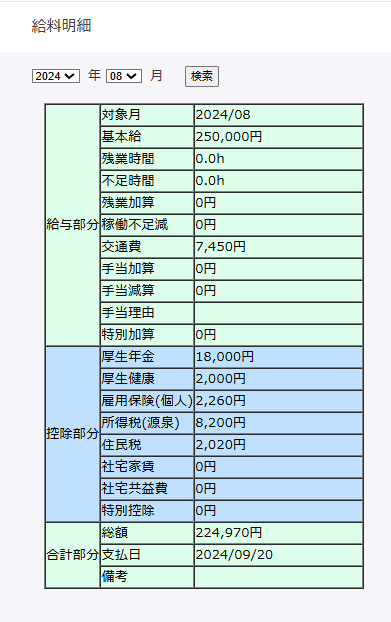 給料明細
2024 年 08 月 検索
給与部分
対象月 2024/08
基本給 250,000円
残業時間 0.0h
不足時間 0.0h
残業加算 0円
稼働不足減 0円
交通費 7,450円
手当加算 0円
手当減算 0円
手当理由
特別加算 0円
控除部分
厚生年金 18,000円
厚生健康 2,000円
雇用保険(個人) 2,260円
所得税(源泉) 8,200円
住民税 2,020円
社宅家賃 0円
社宅共益費 0円
特別控除 0円
合計部分
総額 224,970円
支払日 2024/09/20
備考